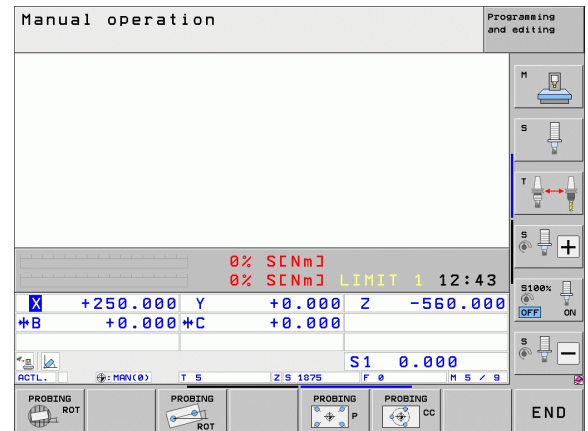 Manual operation
Programming and editing
M
S
T
0% S[Nm]
0% S[Nm] LIMIT 1 12:43
X +250.000 Y +0.000 Z -560.000
B +0.000 C +0.000
S1 0.000
ACTL. : MAN(0) T 5 Z S 1875 F 0 M 5 / 9
S
+
S100%
OFF ON
S
-
PROBING ROT
PROBING ROT
PROBING P
PROBING CC
END